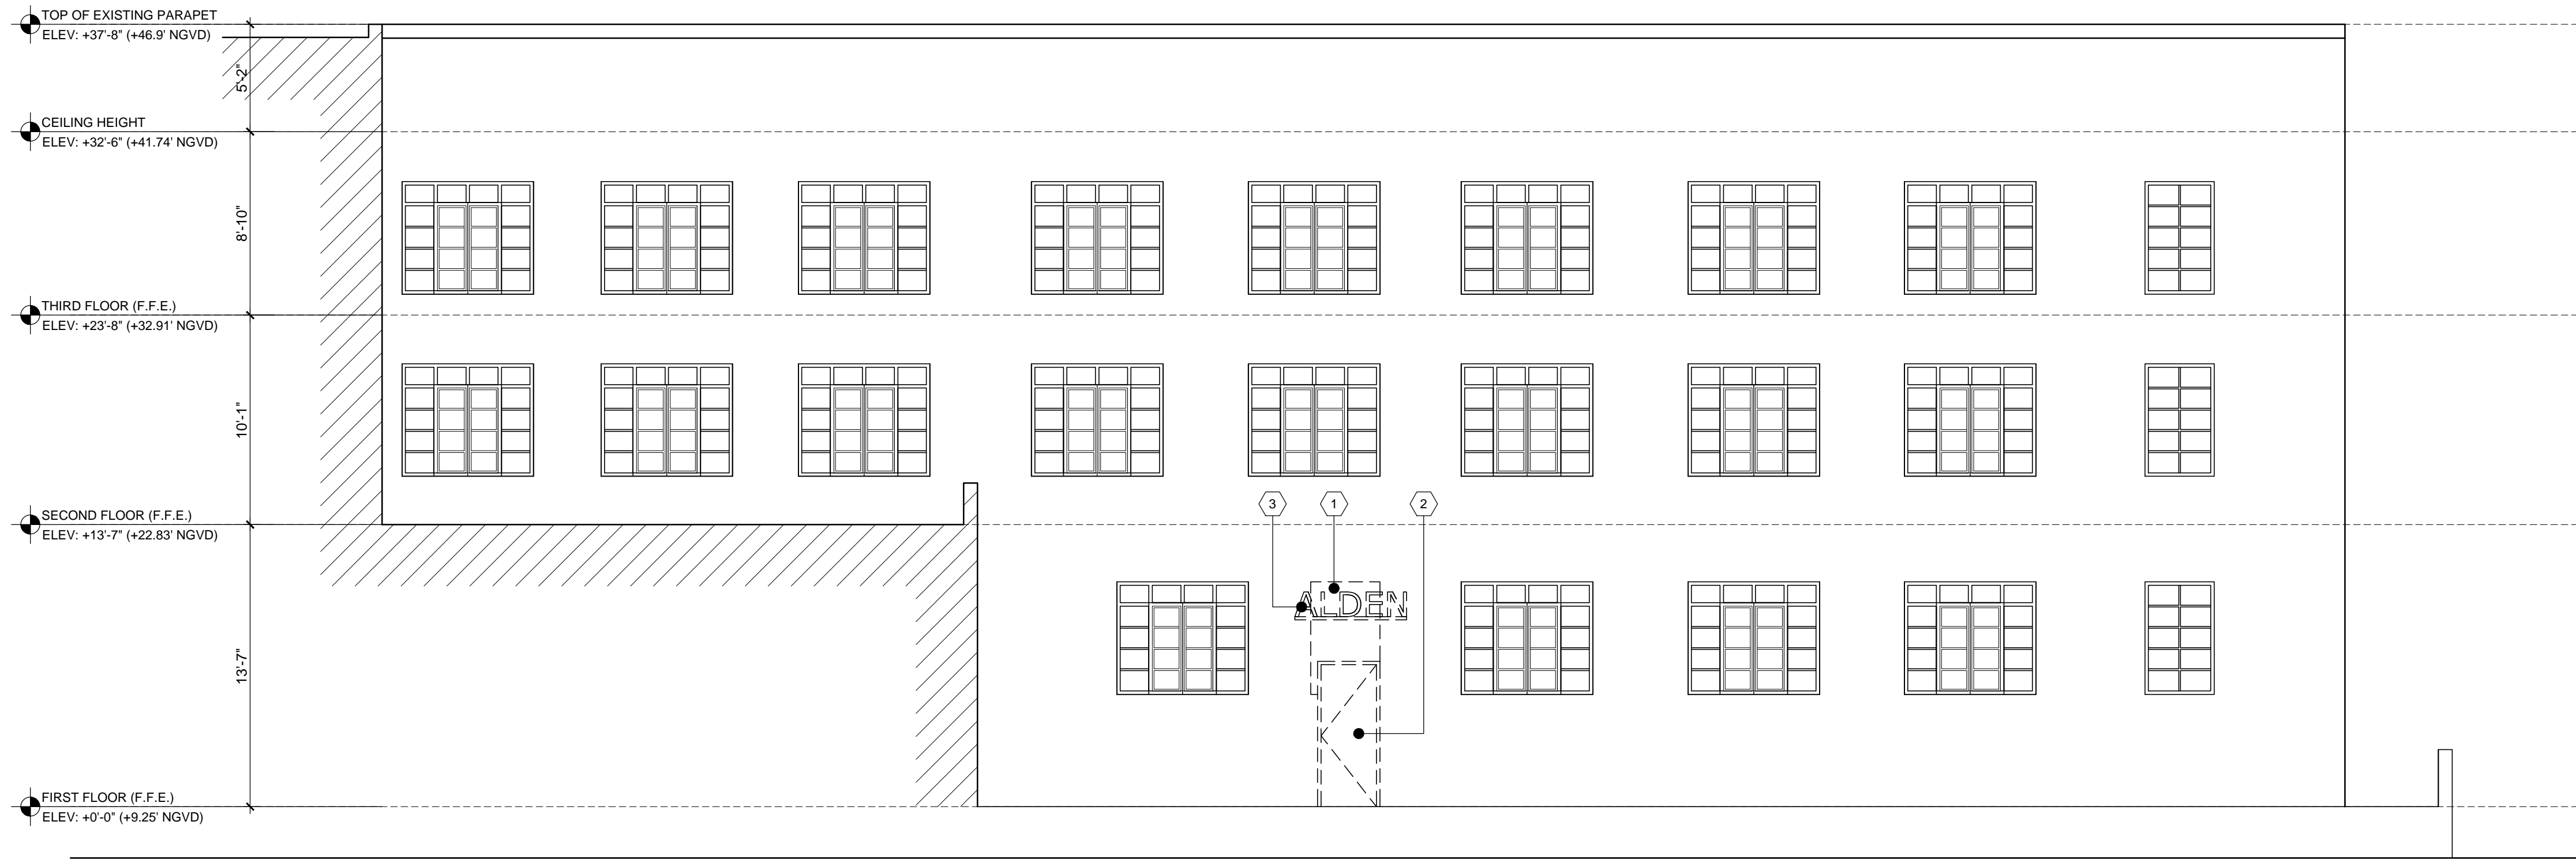 TOP OF EXISTING PARAPET
ELEV: +37'-8" (+46.9' NGVD)
5'-2"
CEILING HEIGHT
ELEV: +32'-6" (+41.74' NGVD)
8'-10"
THIRD FLOOR (F.F.E.)
ELEV: +23'-8" (+32.91' NGVD)
10'-1"
3
1
2
SECOND FLOOR (F.F.E.)
ELEV: +13'-7" (+22.83' NGVD)
ALDEN
13'-7"
FIRST FLOOR (F.F.E.)
ELEV: +0'-0" (+9.25' NGVD)